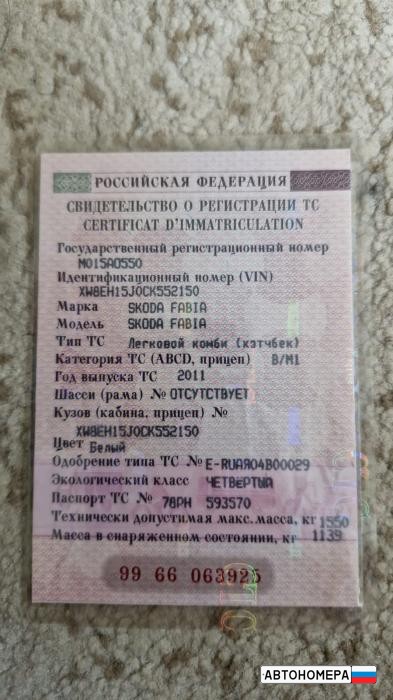 РОССИЙСКАЯ ФЕДЕРАЦИЯ
СВИДЕТЕЛЬСТВО О РЕГИСТРАЦИИ ТС
CERTIFICAT D'IMMATRICULATION
Государственный регистрационный номер
М015АО550
Идентификационный номер (VIN)
XW8EH15J0CK552150
Марка SKODA FABIA
Модель SKODA FABIA
Тип ТС Легковой комби (хэтчбек)
Категория ТС (ABCD, прицеп) B/M1
Год выпуска ТС 2011
Шасси (рама) № ОТСУТСТВУЕТ
Кузов (кабина, прицеп) №
XW8EH15J0CK552150
Цвет Белый
Одобрение типа ТС № E-RUАЯ04В00029
Экологический класс ЧЕТВЕРТЫЙ
Паспорт ТС № 78РН 593570
Технически допустимая макс.масса, кг 1550
Масса в снаряженном состоянии, кг 1139
99 66 063925
АВТОНОМЕРА